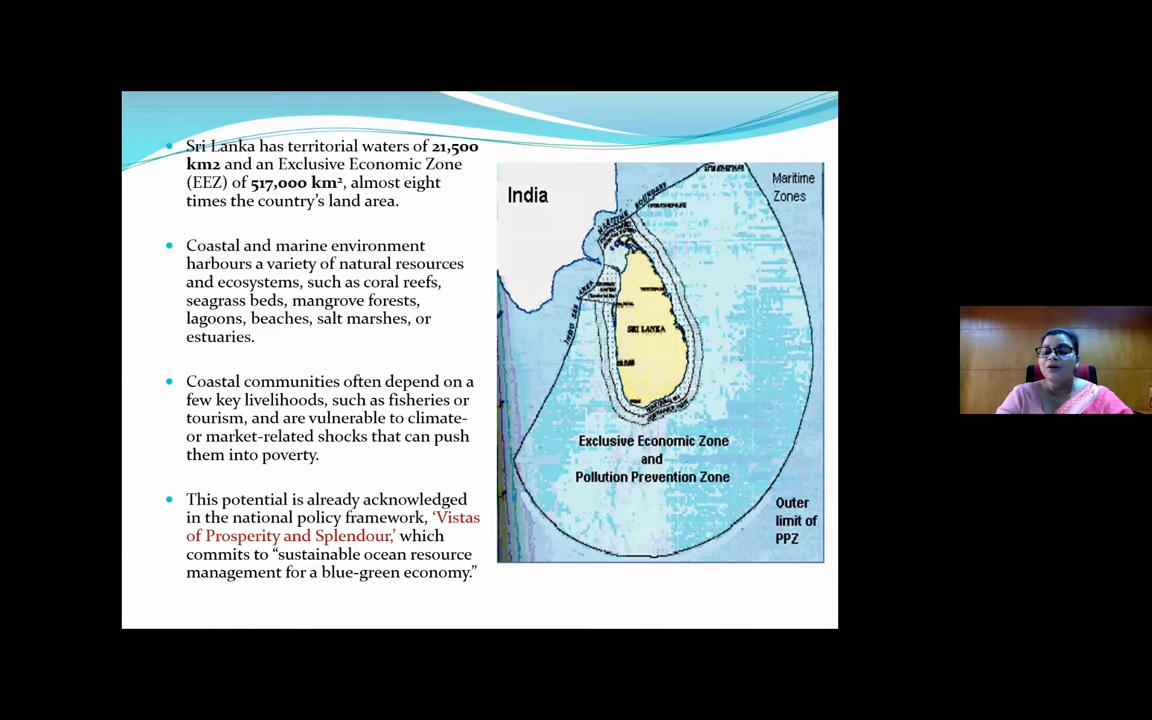 Sri Lanka has territorial waters of 21,500
km2 and an Exclusive Economic Zone
(EEZ) of 517,000 km², almost eight
times the country's land area.
Coastal and marine environment
harbours a variety of natural resources
and ecosystems, such as coral reefs,
seagrass beds, mangrove forests,
lagoons, beaches, salt marshes, or
estuaries.
Coastal communities often depend on a
few key livelihoods, such as fisheries or
tourism, and are vulnerable to climate-
or market-related shocks that can push
them into poverty.
This potential is already acknowledged
in the national policy framework, ‘Vistas
of Prosperity and Splendour,’ which
commits to “sustainable ocean resource
management for a blue-green economy.”
India
Maritime
Zones
MARITIME BOUNDARY
SRI LANKA
Exclusive Economic Zone
and
Pollution Prevention Zone
Outer
limit of
PPZ